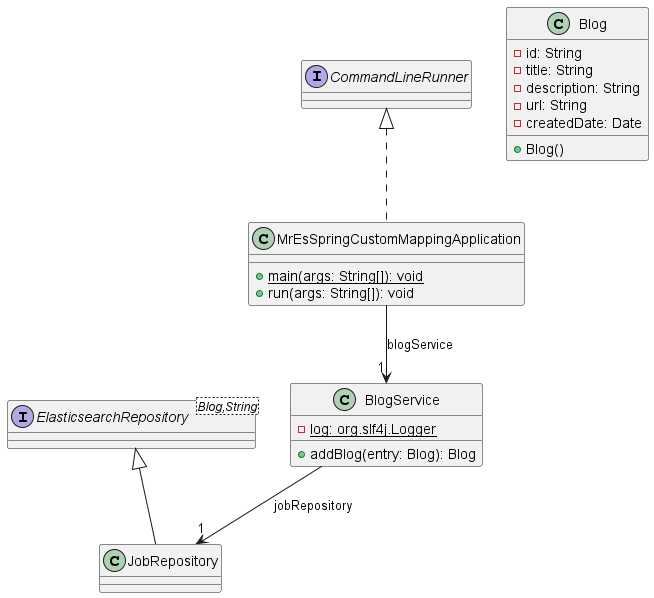 C Blog
id: String
title: String
description: String
url: String
createdDate: Date
Blog()
I CommandLineRunner
C MrEsSpringCustomMappingApplication
main(args: String[]): void
run(args: String[]): void
blogService
1
C BlogService
log: org.slf4j.Logger
addBlog(entry: Blog): Blog
I ElasticsearchRepository
Blog,String
jobRepository
1
C JobRepository